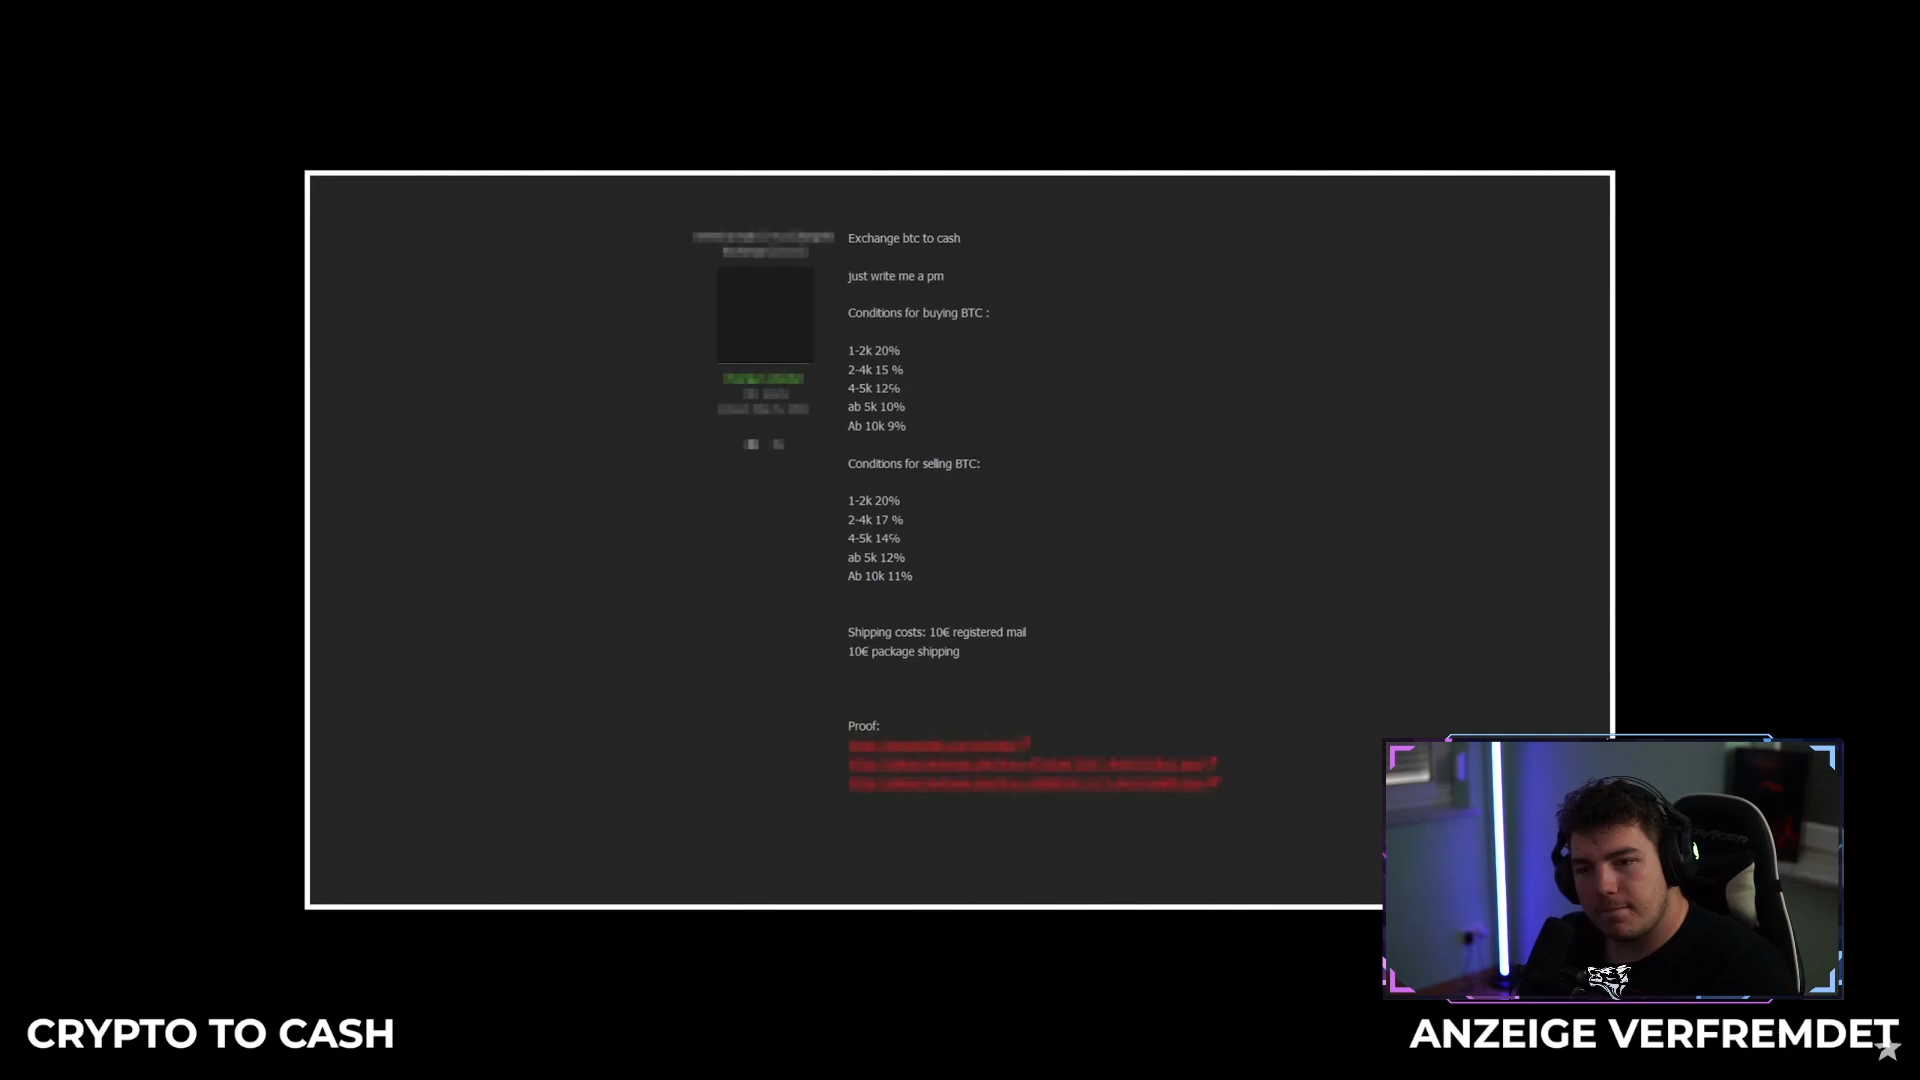 Exchange btc to cash
just write me a pm
Conditions for buying BTC :
1-2k 20%
2-4k 15 %
4-5k 12%
ab 5k 10%
Ab 10k 9%
Conditions for selling BTC:
1-2k 20%
2-4k 17 %
4-5k 14%
ab 5k 12%
Ab 10k 11%
Shipping costs: 10€ registered mail
10€ package shipping
Proof:
CRYPTO TO CASH
ANZEIGE VERFREMDET